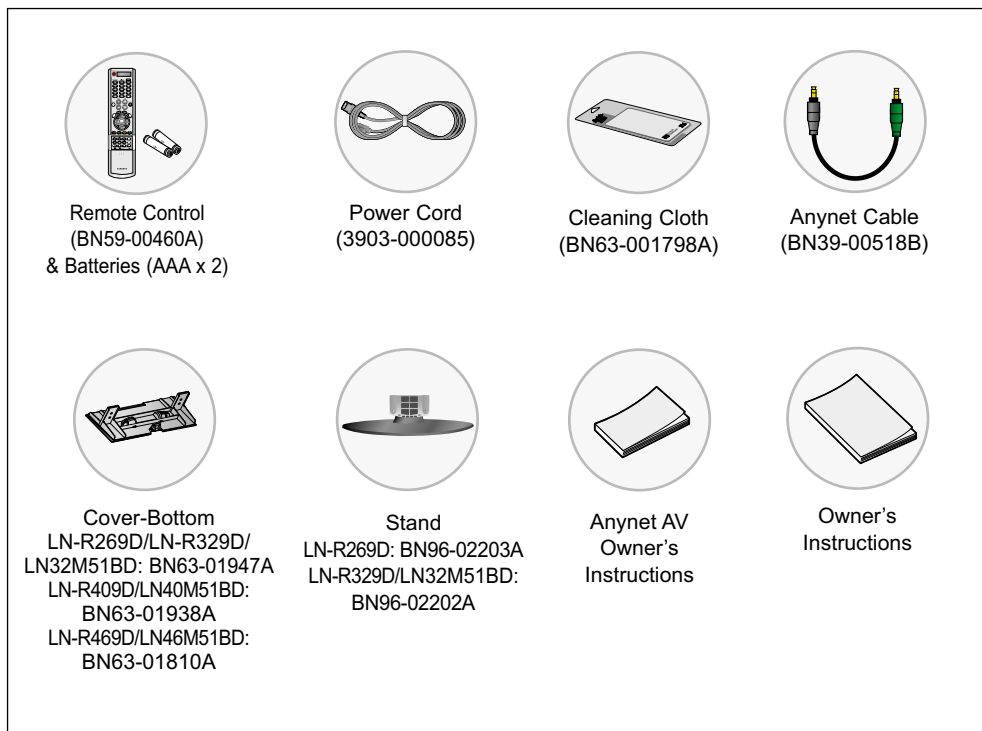 Remote Control
(BN59-00460A)
& Batteries (AAA x 2)
Power Cord
(3903-000085)
Cleaning Cloth
(BN63-001798A)
Anynet Cable
(BN39-00518B)
Cover-Bottom
LN-R269D/LN-R329D/
LN32M51BD: BN63-01947A
LN-R409D/LN40M51BD:
BN63-01938A
LN-R469D/LN46M51BD:
BN63-01810A
Stand
LN-R269D: BN96-02203A
LN-R329D/LN32M51BD:
BN96-02202A
Anynet AV
Owner's
Instructions
Owner's
Instructions